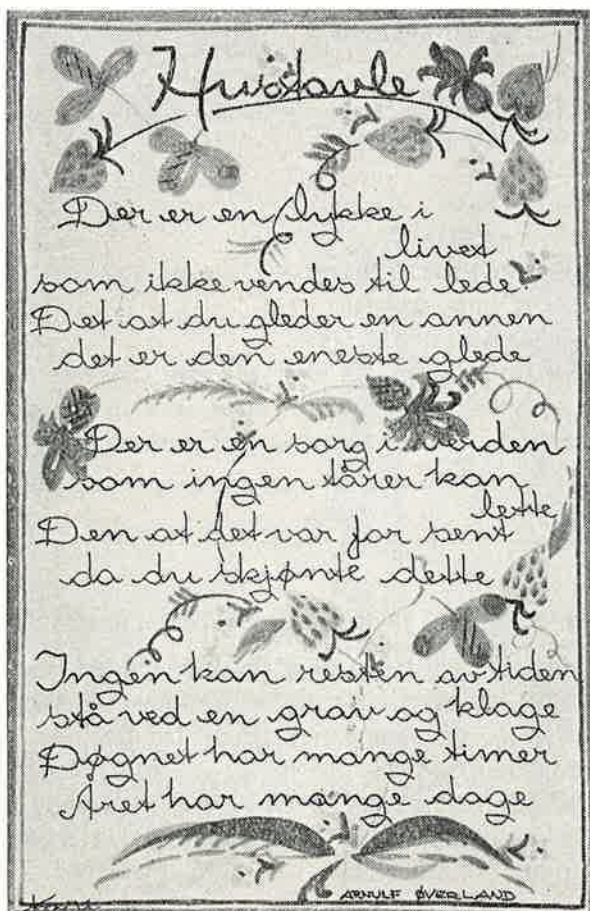 Hustavle
Der er en lykke i
livet
som ikke vendes til lede
Det at du gleder en annen
det er den eneste glede
Der er en sorg i verden
som ingen tårer kan
lette
Den at det var for sent
da du skjønte dette
Ingen kan resten av tiden
stå ved en grav og klage
Døgnet har mange timer
Året har mange dage
ARNULF ØVERLAND